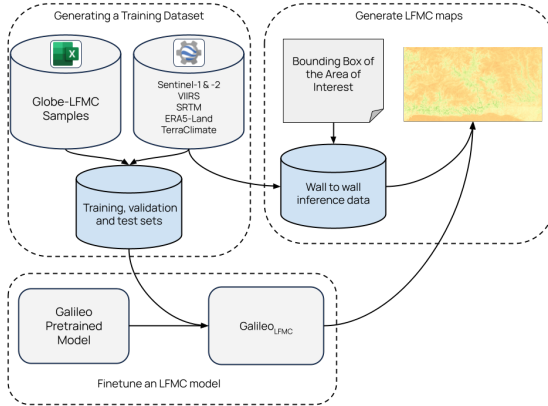 Generating a Training Dataset
Globe-LFMC
Samples
Sentinel-1 & -2
VIIRS
SRTM
ERA5-Land
TerraClimate
Training, validation
and test sets
Generate LFMC maps
Bounding Box of
the Area of
Interest
Wall to wall
inference data
Galileo
Pretrained
Model
Galileo_LFMC
Finetune an LFMC model